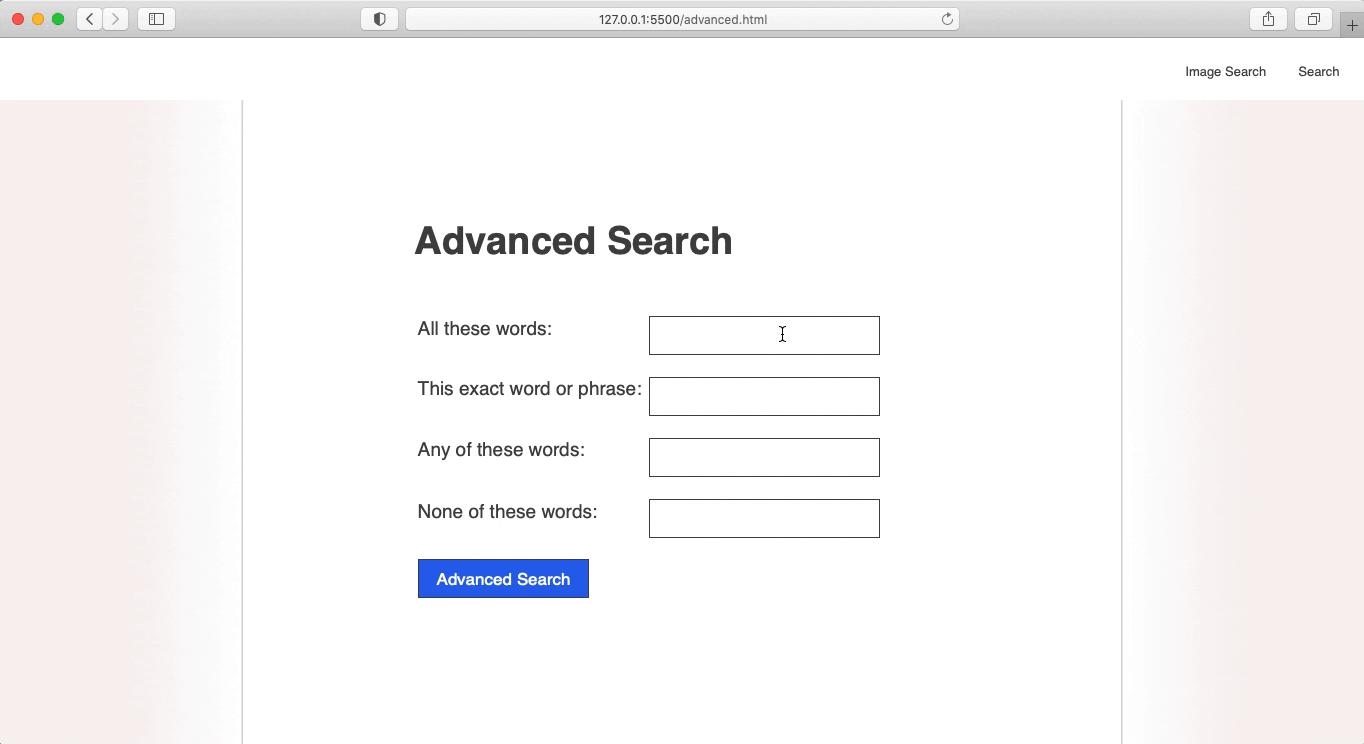 127.0.0.1:5500/advanced.html
Image Search
Search
Advanced Search
All these words:
This exact word or phrase:
Any of these words:
None of these words:
Advanced Search